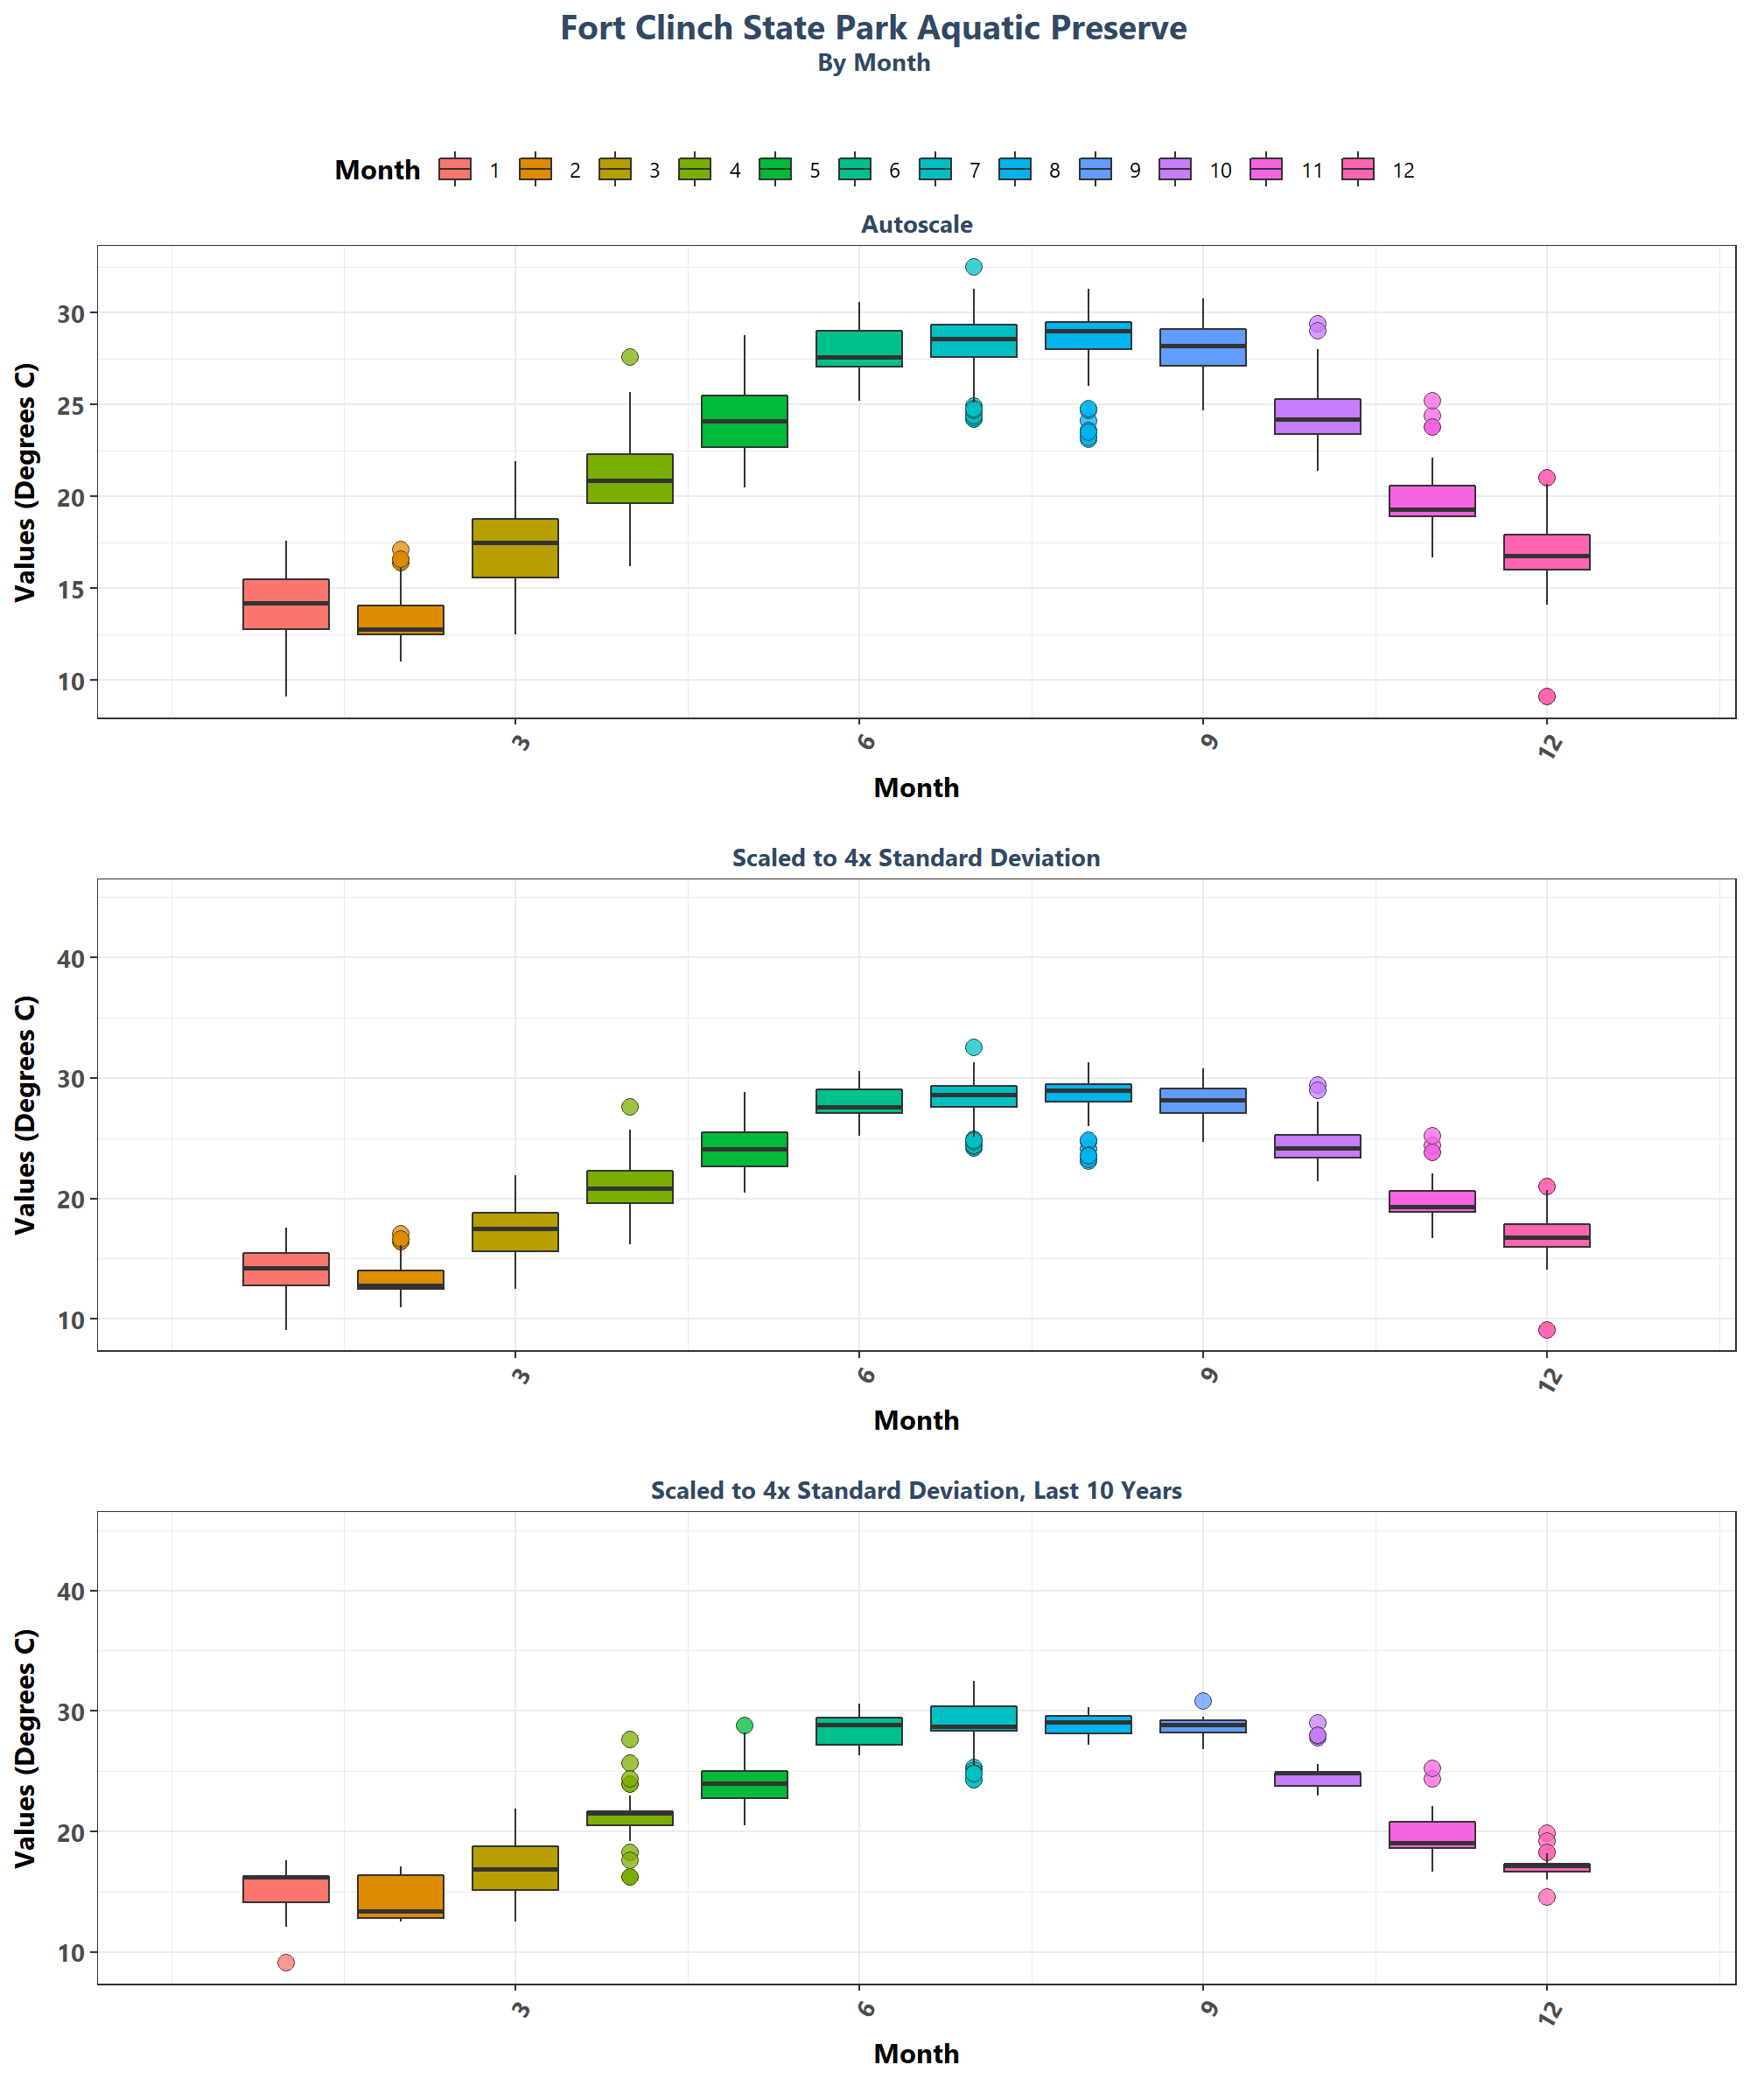 Fort Clinch State Park Aquatic Preserve
By Month
Month 1 2 3 4 5 6 7 8 9 10 11 12
Autoscale
Values (Degrees C)
30
25
20
15
10
3 6 9 12
Month
Scaled to 4x Standard Deviation
Values (Degrees C)
40
30
20
10
3 6 9 12
Month
Scaled to 4x Standard Deviation, Last 10 Years
Values (Degrees C)
40
30
20
10
3 6 9 12
Month